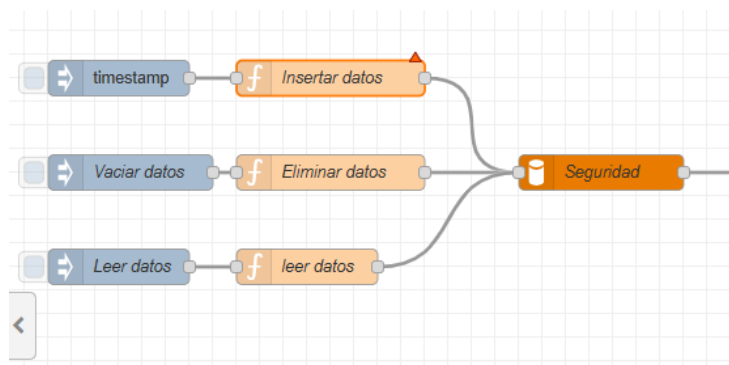 timestamp
Insertar datos
Vaciar datos
Eliminar datos
Seguridad
Leer datos
leer datos